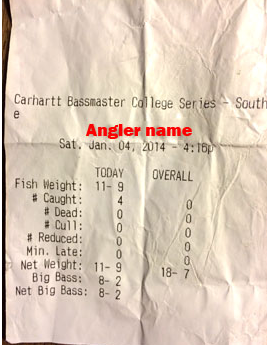 Carhartt Bassmaster College Series - South
e
Angler name
Sat. Jan. 04, 2014 - 4:16p
TODAY OVERALL
Fish Weight: 11- 9
# Caught: 4 0
# Dead: 0 0
# Cull: 0 0
# Reduced: 0 0
Min. Late: 0 0
Net Weight: 11- 9 18- 7
Big Bass: 8- 2
Net Big Bass: 8- 2